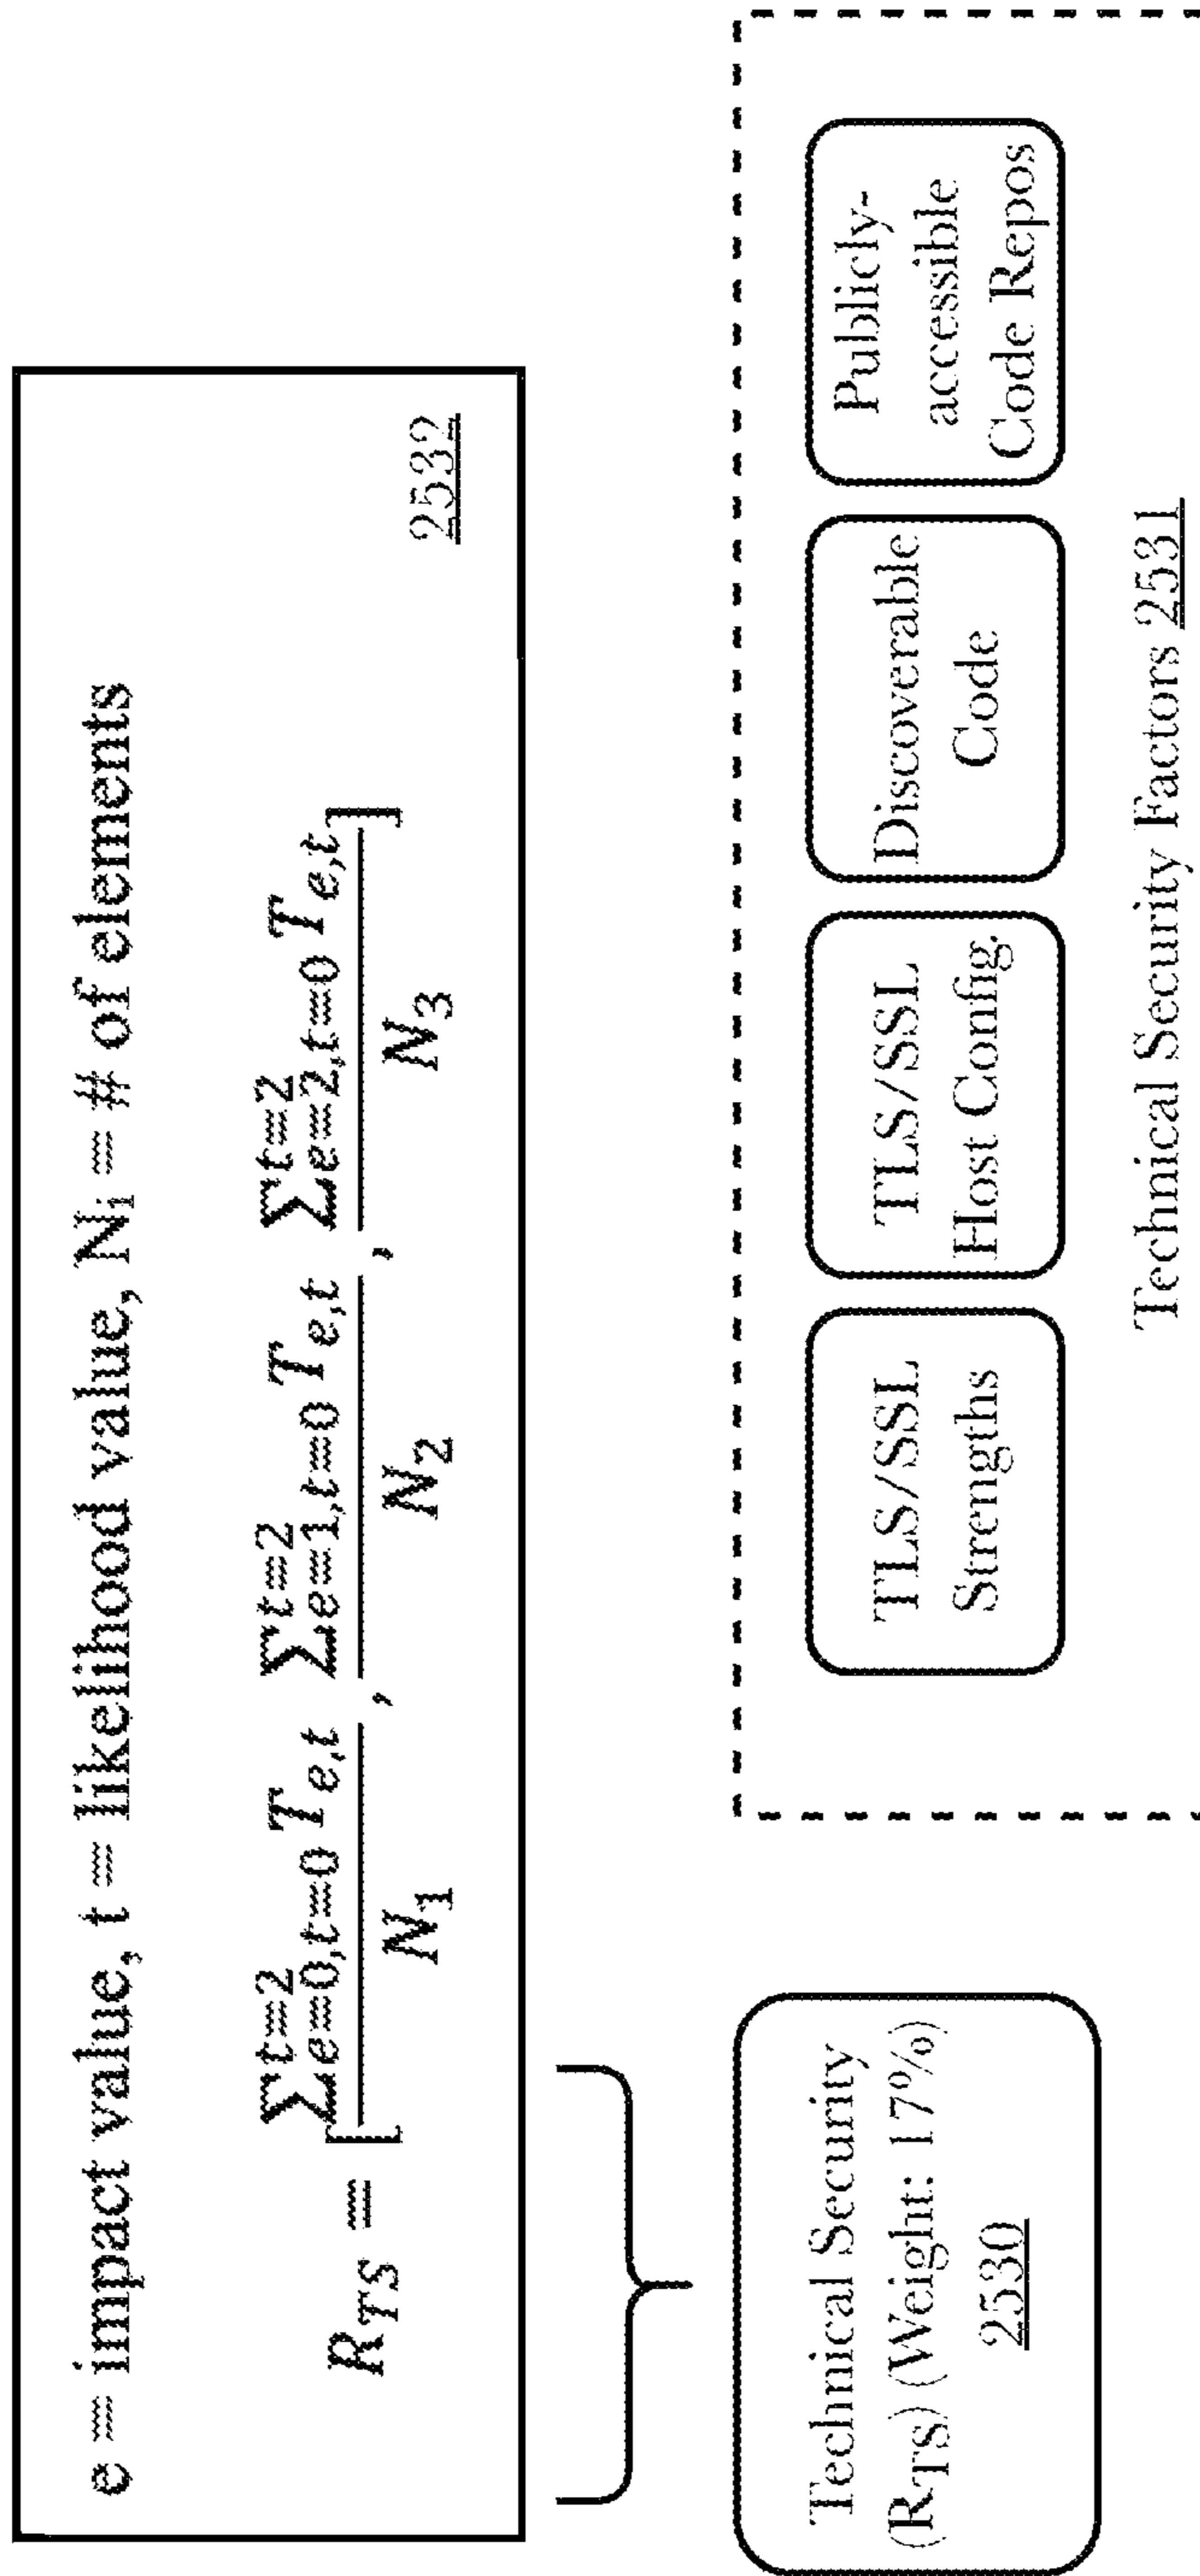 e = impact value, t = likelihood value, Ni = # of elements
R_TS = [ Σ^{t=2}_{e=0,t=0} T_{e,t} / N_1 , Σ^{t=2}_{e=1,t=0} T_{e,t} / N_2 , Σ^{t=2}_{e=2,t=0} T_{e,t} / N_3 ]
2532
Technical Security
(R_TS) (Weight: 17%)
2530
TLS/SSL
Strengths
TLS/SSL
Host Config.
Discoverable
Code
Publicly-
accessible
Code Repos
Technical Security Factors 2531